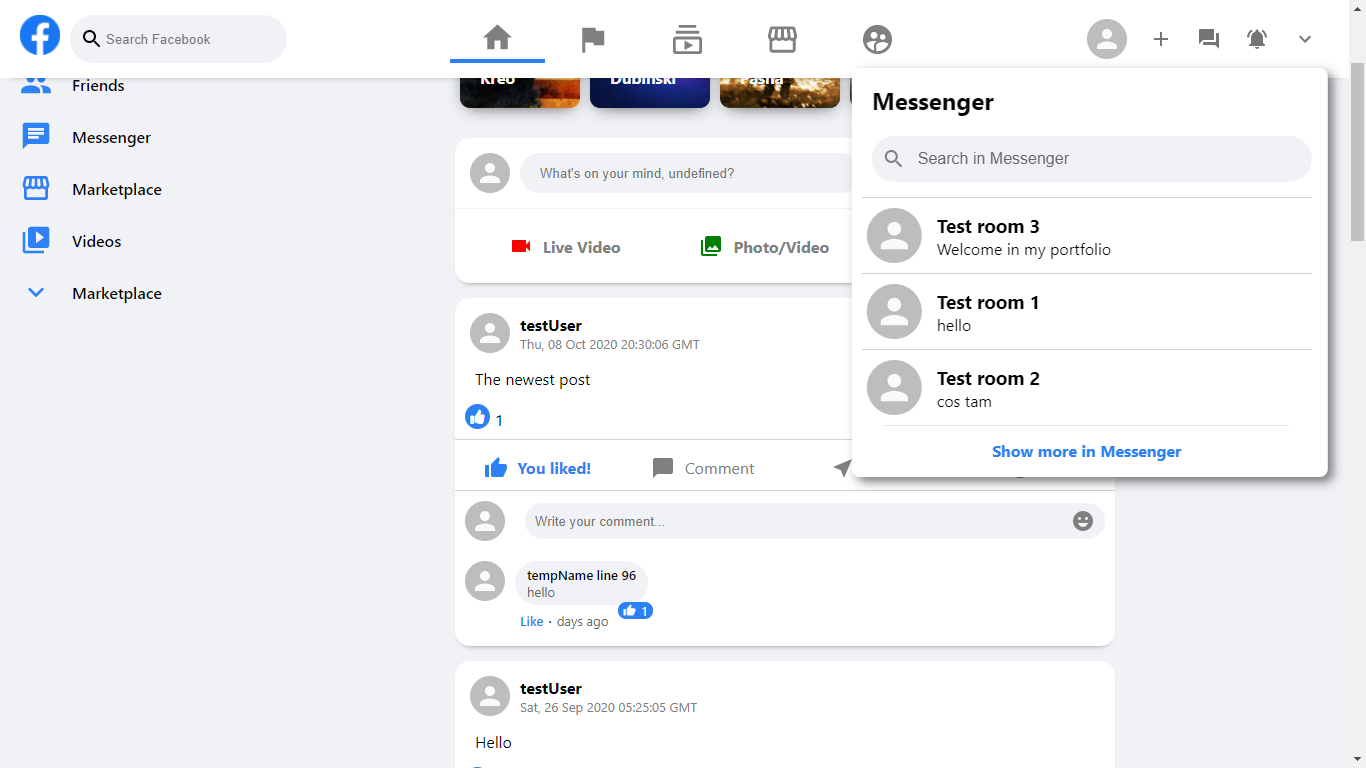 Search Facebook
Friends
Messenger
Marketplace
Videos
Marketplace
Kreo
Dubinski
Pasha
What's on your mind, undefined?
Live Video
Photo/Video
testUser
Thu, 08 Oct 2020 20:30:06 GMT
The newest post
1
You liked!
Comment
Write your comment...
tempName line 96
hello
1
Like · days ago
testUser
Sat, 26 Sep 2020 05:25:05 GMT
Hello
Messenger
Search in Messenger
Test room 3
Welcome in my portfolio
Test room 1
hello
Test room 2
cos tam
Show more in Messenger